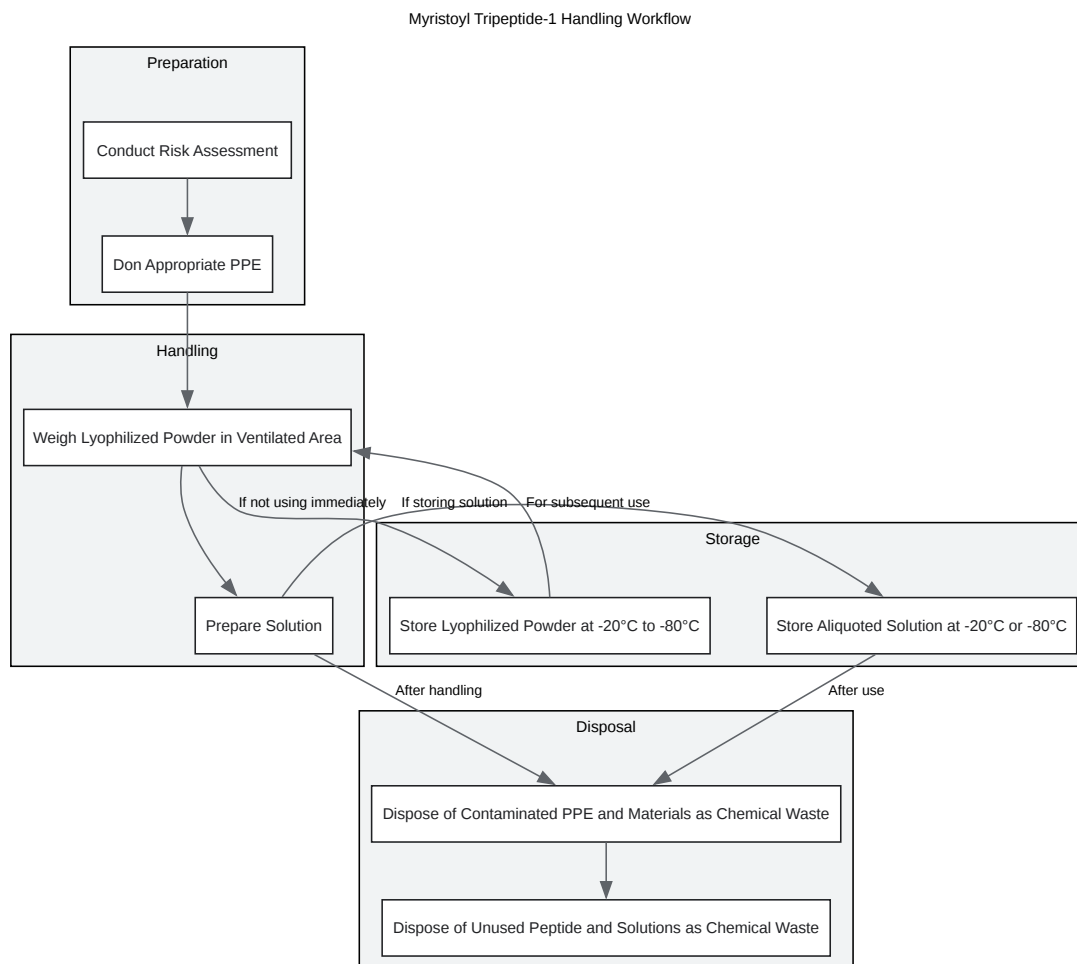 Myristoyl Tripeptide-1 Handling Workflow
Preparation
Conduct Risk Assessment
Don Appropriate PPE
Handling
Weigh Lyophilized Powder in Ventilated Area
If not using immediately
If storing solution
For subsequent use
Storage
Prepare Solution
Store Lyophilized Powder at -20°C to -80°C
Store Aliquoted Solution at -20°C or -80°C
After handling
After use
Disposal
Dispose of Contaminated PPE and Materials as Chemical Waste
Dispose of Unused Peptide and Solutions as Chemical Waste